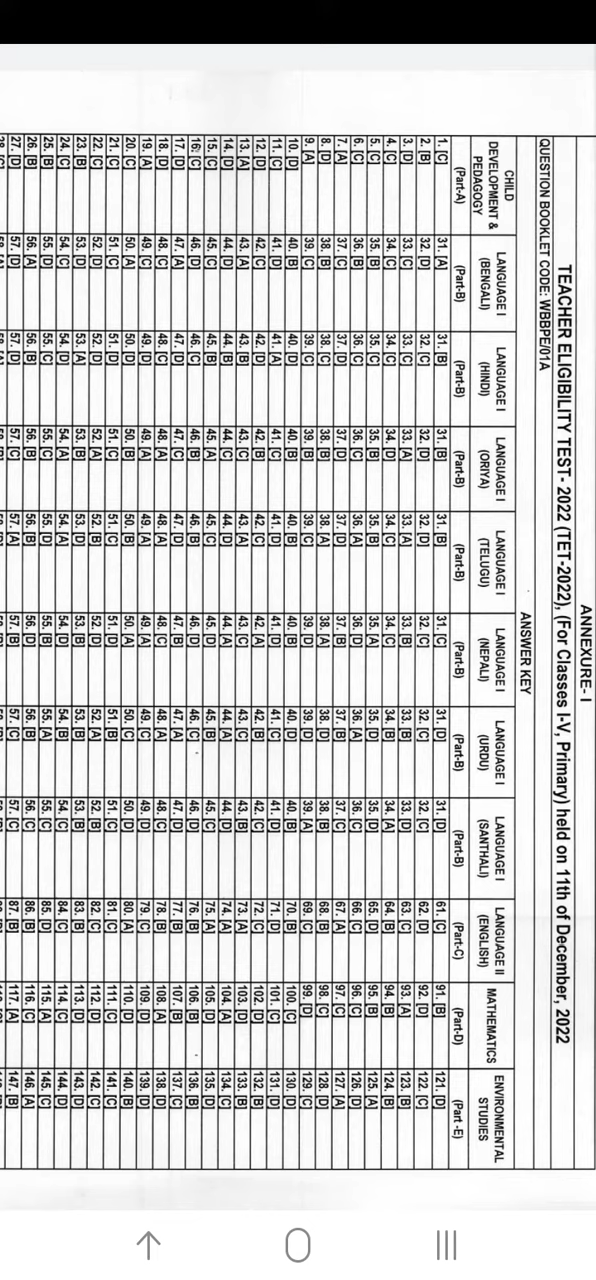 ANNEXURE- I
TEACHER ELIGIBILITY TEST- 2022 (TET-2022), (For Classes I-V, Primary) held on 11th of December, 2022
QUESTION BOOKLET CODE: WBBPE/01A
ANSWER KEY
CHILD DEVELOPMENT & PEDAGOGY LANGUAGE I (BENGALI) LANGUAGE I (HINDI) LANGUAGE I (ORIYA) LANGUAGE I (TELUGU) LANGUAGE I (NEPALI) LANGUAGE I (URDU) LANGUAGE I (SANTHALI) LANGUAGE II (ENGLISH) MATHEMATICS ENVIRONMENTAL STUDIES
(Part-A) (Part-B) (Part-B) (Part-B) (Part-B) (Part-B) (Part-B) (Part-B) (Part-C) (Part-D) (Part -E)
1. [C] 31. [A] 31. [B] 31. [B] 31. [B] 31. [C] 31. [D] 31. [D] 61. [C] 91. [B] 121. [D]
2. [B] 32. [D] 32. [C] 32. [D] 32. [D] 32. [C] 32. [C] 32. [C] 62. [D] 92. [D] 122. [C]
3. [D] 33. [C] 33. [C] 33. [A] 33. [A] 33. [B] 33. [B] 33. [D] 63. [C] 93. [A] 123. [B]
4. [C] 34. [C] 34. [C] 34. [D] 34. [C] 34. [C] 34. [B] 34. [A] 64. [B] 94. [B] 124. [B]
5. [C] 35. [B] 35. [C] 35. [B] 35. [B] 35. [A] 35. [D] 35. [D] 65. [D] 95. [B] 125. [A]
6. [C] 36. [B] 36. [C] 36. [C] 36. [A] 36. [D] 36. [A] 36. [C] 66. [C] 96. [C] 126. [D]
7. [A] 37. [C] 37. [D] 37. [D] 37. [D] 37. [B] 37. [B] 37. [C] 67. [A] 97. [C] 127. [A]
8. [D] 38. [B] 38. [C] 38. [B] 38. [A] 38. [A] 38. [D] 38. [B] 68. [B] 98. [C] 128. [D]
9. [A] 39. [C] 39. [C] 39. [B] 39. [C] 39. [D] 39. [D] 39. [A] 69. [C] 99. [D] 129. [C]
10. [D] 40. [B] 40. [D] 40. [B] 40. [B] 40. [B] 40. [D] 40. [B] 70. [B] 100. [C] 130. [D]
11. [C] 41. [D] 41. [A] 41. [C] 41. [D] 41. [D] 41. [C] 41. [D] 71. [D] 101. [C] 131. [D]
12. [D] 42. [C] 42. [D] 42. [B] 42. [C] 42. [A] 42. [B] 42. [C] 72. [C] 102. [D] 132. [B]
13. [A] 43. [A] 43. [B] 43. [C] 43. [A] 43. [C] 43. [C] 43. [B] 73. [A] 103. [D] 133. [B]
14. [D] 44. [D] 44. [B] 44. [C] 44. [D] 44. [A] 44. [A] 44. [D] 74. [A] 104. [A] 134. [C]
15. [C] 45. [C] 45. [B] 45. [A] 45. [C] 45. [D] 45. [B] 45. [C] 75. [A] 105. [D] 135. [D]
16. [C] 46. [D] 46. [C] 46. [B] 46. [B] 46. [D] 46. [C] 46. [D] 76. [B] 106. [B] 136. [B]
17. [D] 47. [A] 47. [D] 47. [C] 47. [D] 47. [B] 47. [A] 47. [D] 77. [B] 107. [B] 137. [C]
18. [D] 48. [C] 48. [C] 48. [A] 48. [A] 48. [C] 48. [A] 48. [D] 78. [B] 108. [A] 138. [D]
19. [A] 49. [C] 49. [D] 49. [A] 49. [A] 49. [A] 49. [C] 49. [D] 79. [C] 109. [D] 139. [D]
20. [C] 50. [A] 50. [D] 50. [B] 50. [B] 50. [A] 50. [C] 50. [D] 80. [A] 110. [D] 140. [B]
21. [C] 51. [C] 51. [D] 51. [C] 51. [C] 51. [D] 51. [B] 51. [C] 81. [C] 111. [C] 141. [C]
22. [C] 52. [D] 52. [D] 52. [A] 52. [B] 52. [D] 52. [A] 52. [B] 82. [C] 112. [D] 142. [C]
23. [B] 53. [D] 53. [A] 53. [B] 53. [D] 53. [B] 53. [B] 53. [B] 83. [B] 113. [D] 143. [D]
24. [C] 54. [C] 54. [D] 54. [A] 54. [A] 54. [D] 54. [B] 54. [C] 84. [C] 114. [C] 144. [D]
25. [B] 55. [D] 55. [C] 55. [C] 55. [D] 55. [B] 55. [A] 55. [C] 85. [D] 115. [A] 145. [C]
26. [B] 56. [A] 56. [B] 56. [B] 56. [B] 56. [D] 56. [B] 56. [C] 86. [B] 116. [C] 146. [A]
27. [D] 57. [D] 57. [D] 57. [C] 57. [A] 57. [B] 57. [C] 57. [C] 87. [B] 117. [A] 147. [B]